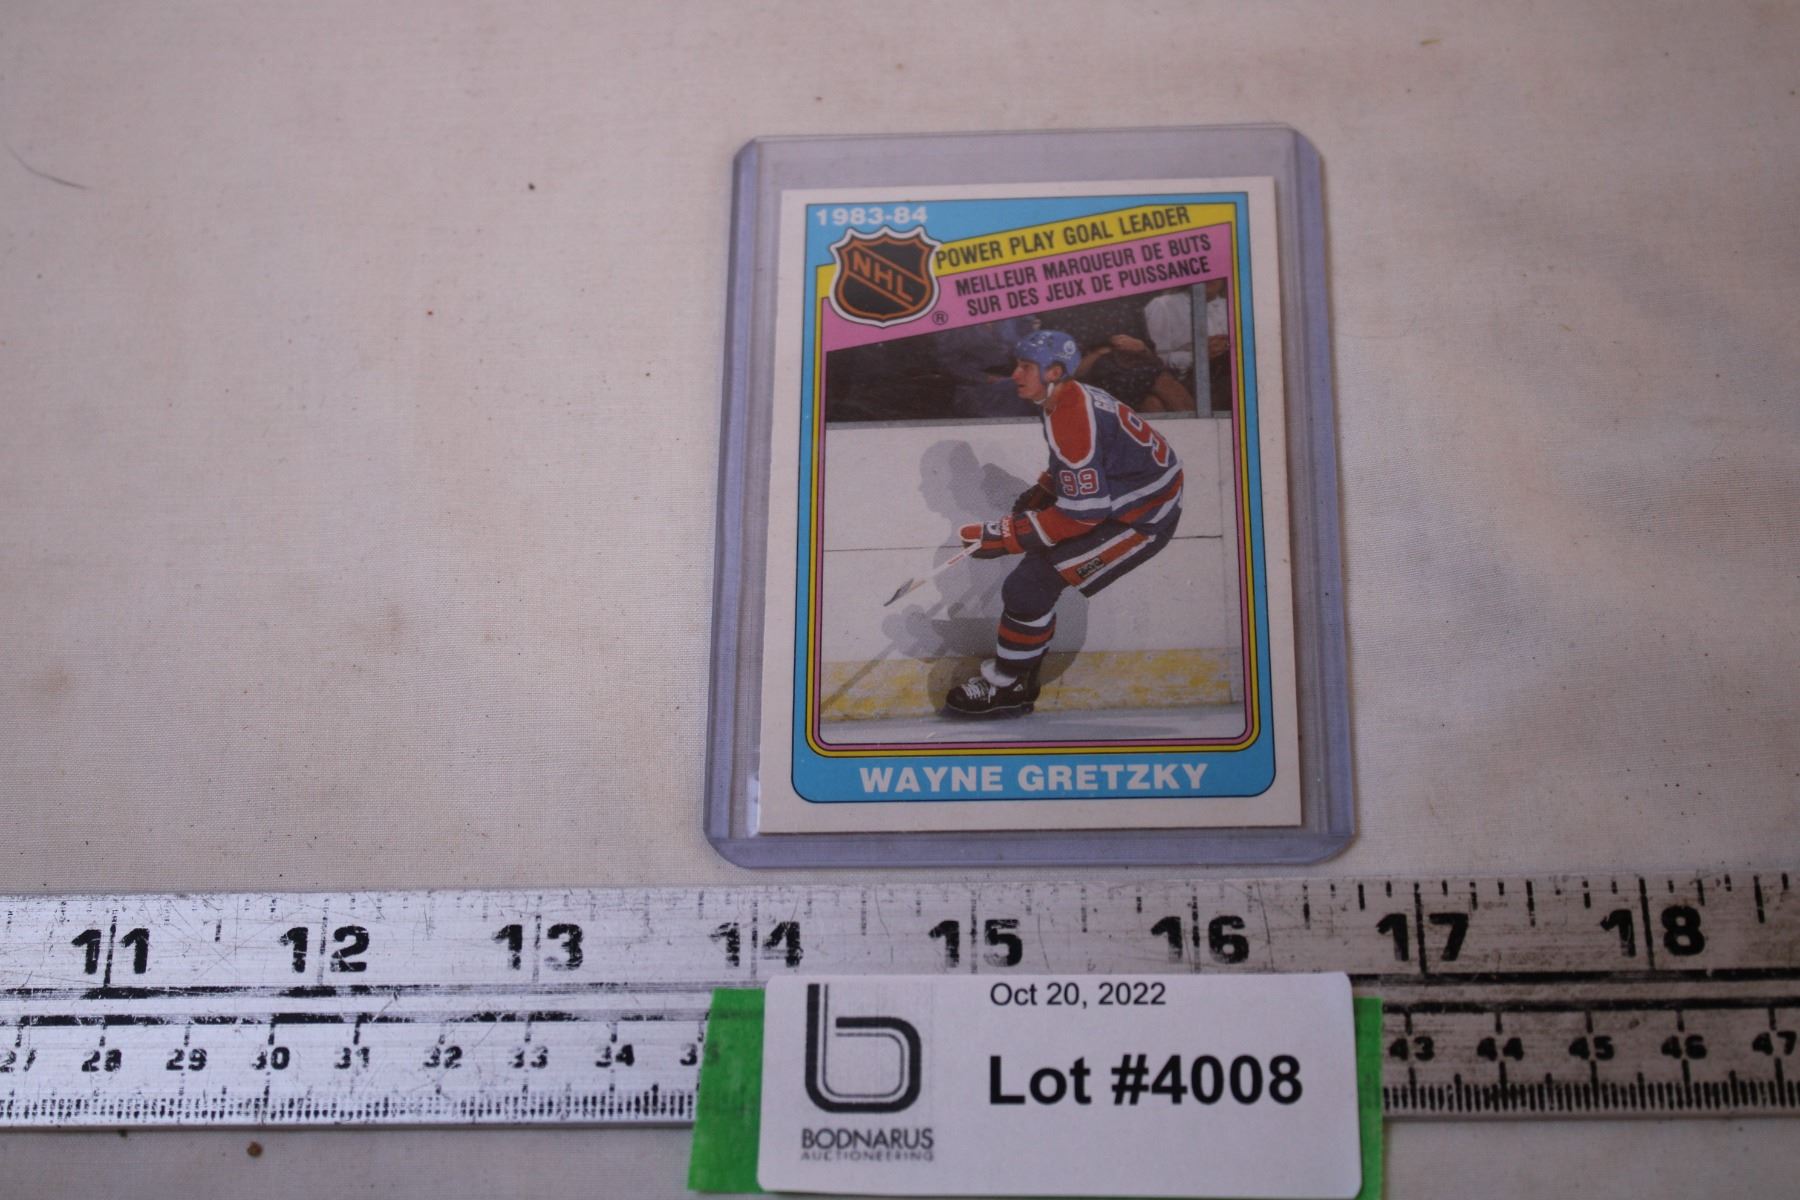 1983-84
POWER PLAY GOAL LEADER
MEILLEUR MARQUEUR DE BUTS
SUR DES JEUX DE PUISSANCE
NHL
®
99
99
WAYNE GRETZKY
11 12 13 14 15 16 17 18
27 28 29 30 31 32 33 34 43 44 45 46 47
Oct 20, 2022
Lot #4008
BODNARUS
AUCTIONEERING